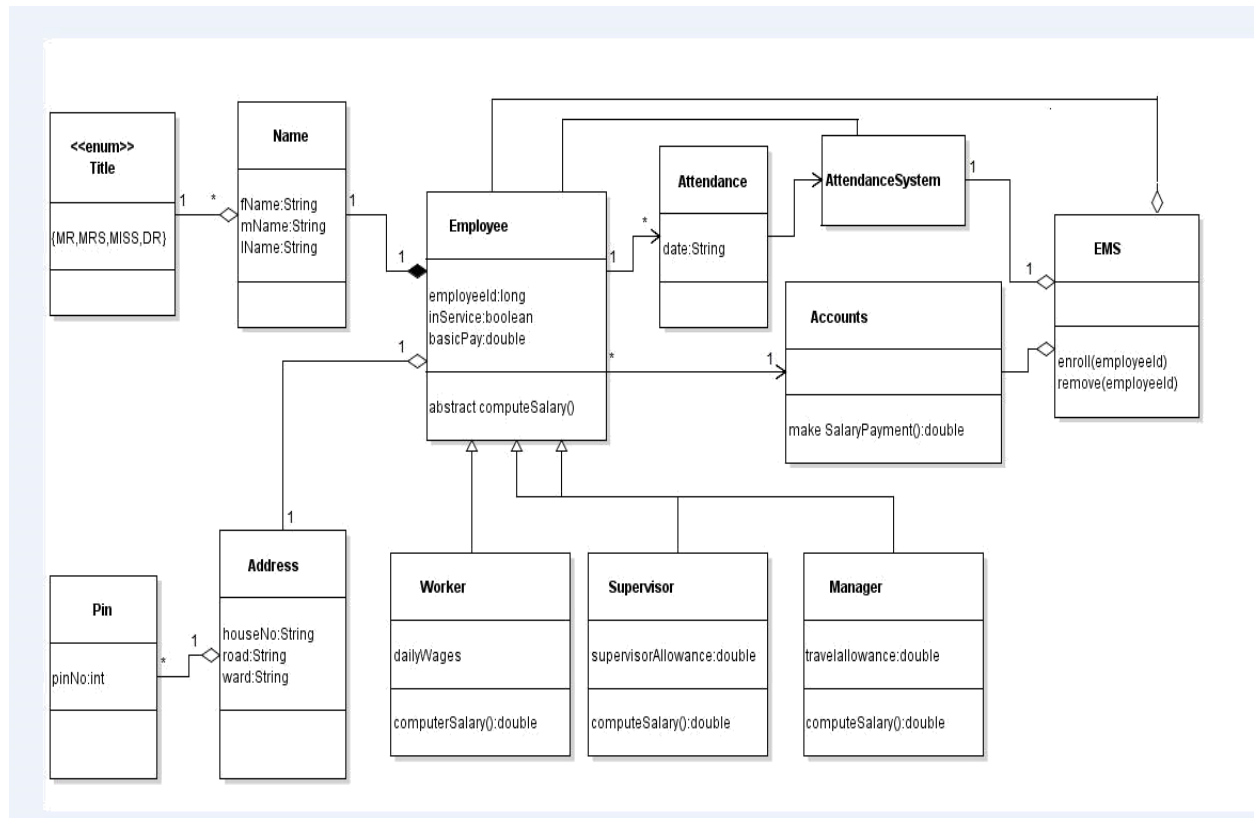 <<enum>>
Title
{MR,MRS,MISS,DR}
1
*
Name
fName:String
mName:String
lName:String
1
1
Employee
employeeId:long
inService:boolean
basicPay:double
abstract computeSalary()
1
*
Attendance
date:String
AttendanceSystem
1
1
EMS
enroll(employeeId)
remove(employeeId)
*
1
Accounts
make SalaryPayment():double
1
1
Address
houseNo:String
road:String
ward:String
1
*
Pin
pinNo:int
Worker
dailyWages
computerSalary():double
Supervisor
supervisorAllowance:double
computeSalary():double
Manager
travelallowance:double
computeSalary():double